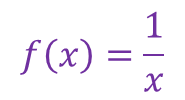 f(x) = 1/x